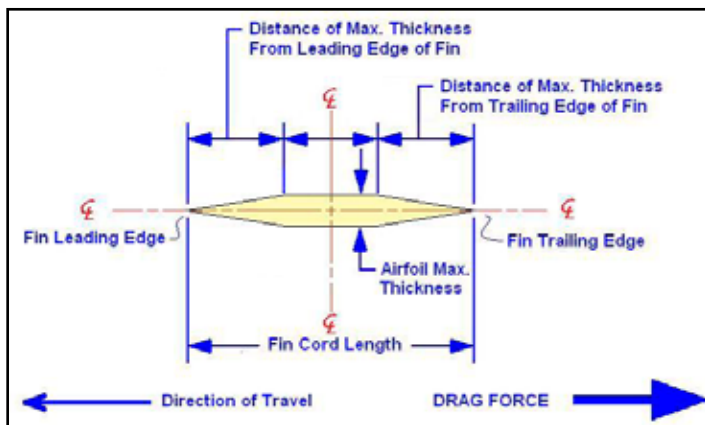 Distance of Max. Thickness
From Leading Edge of Fin
Distance of Max. Thickness
From Trailing Edge of Fin
℄
℄
℄
Fin Leading Edge
Fin Trailing Edge
Airfoil Max.
Thickness
℄
Fin Cord Length
Direction of Travel
DRAG FORCE